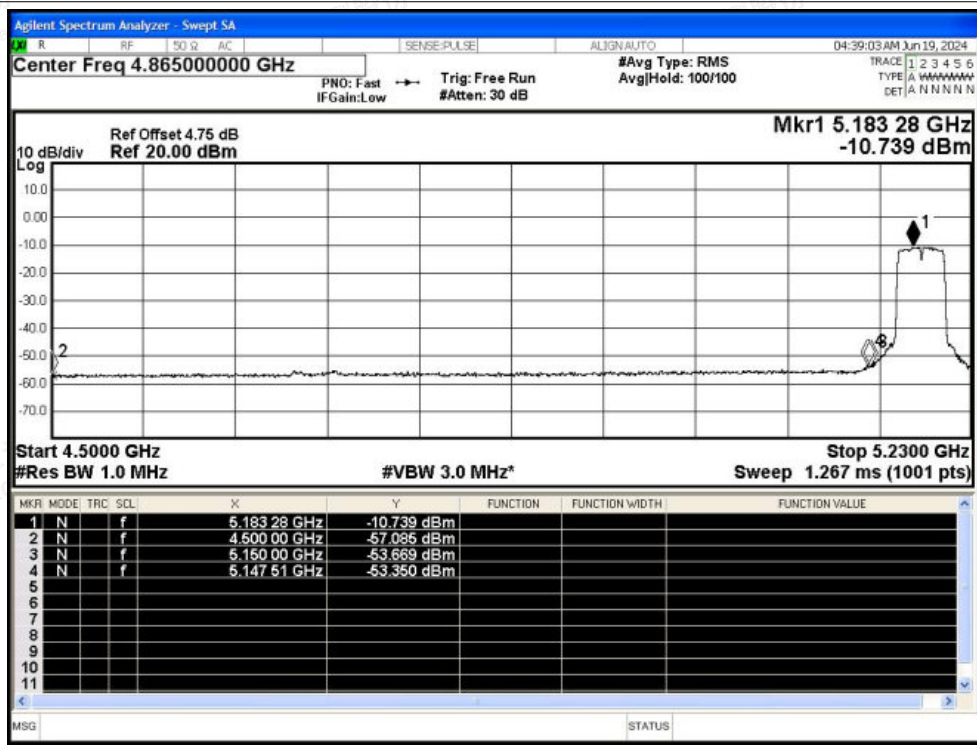 Agilent Spectrum Analyzer - Swept SA
LXI R RF 50 Ω AC SENSE:PULSE ALIGNAUTO 04:39:03 AM Jun 19, 2024
Center Freq 4.865000000 GHz
PNO: Fast
IFGain:Low
Trig: Free Run
#Atten: 30 dB
#Avg Type: RMS
Avg|Hold: 100/100
TRACE 1 2 3 4 5 6
TYPE A WWWWW
DET A N N N N N
Ref Offset 4.75 dB
10 dB/div Ref 20.00 dBm
Log
Mkr1 5.183 28 GHz
-10.739 dBm
10.0
0.00
-10.0
-20.0
-30.0
-40.0
-50.0
-60.0
-70.0
1
2
Start 4.5000 GHz Stop 5.2300 GHz
#Res BW 1.0 MHz #VBW 3.0 MHz* Sweep 1.267 ms (1001 pts)
MKR MODE TRC SCL X Y FUNCTION FUNCTION WIDTH FUNCTION VALUE
1 N f 5.183 28 GHz -10.739 dBm
2 N f 4.500 00 GHz -57.085 dBm
3 N f 5.150 00 GHz -53.669 dBm
4 N f 5.147 51 GHz -53.350 dBm
5
6
7
8
9
10
11
MSG STATUS